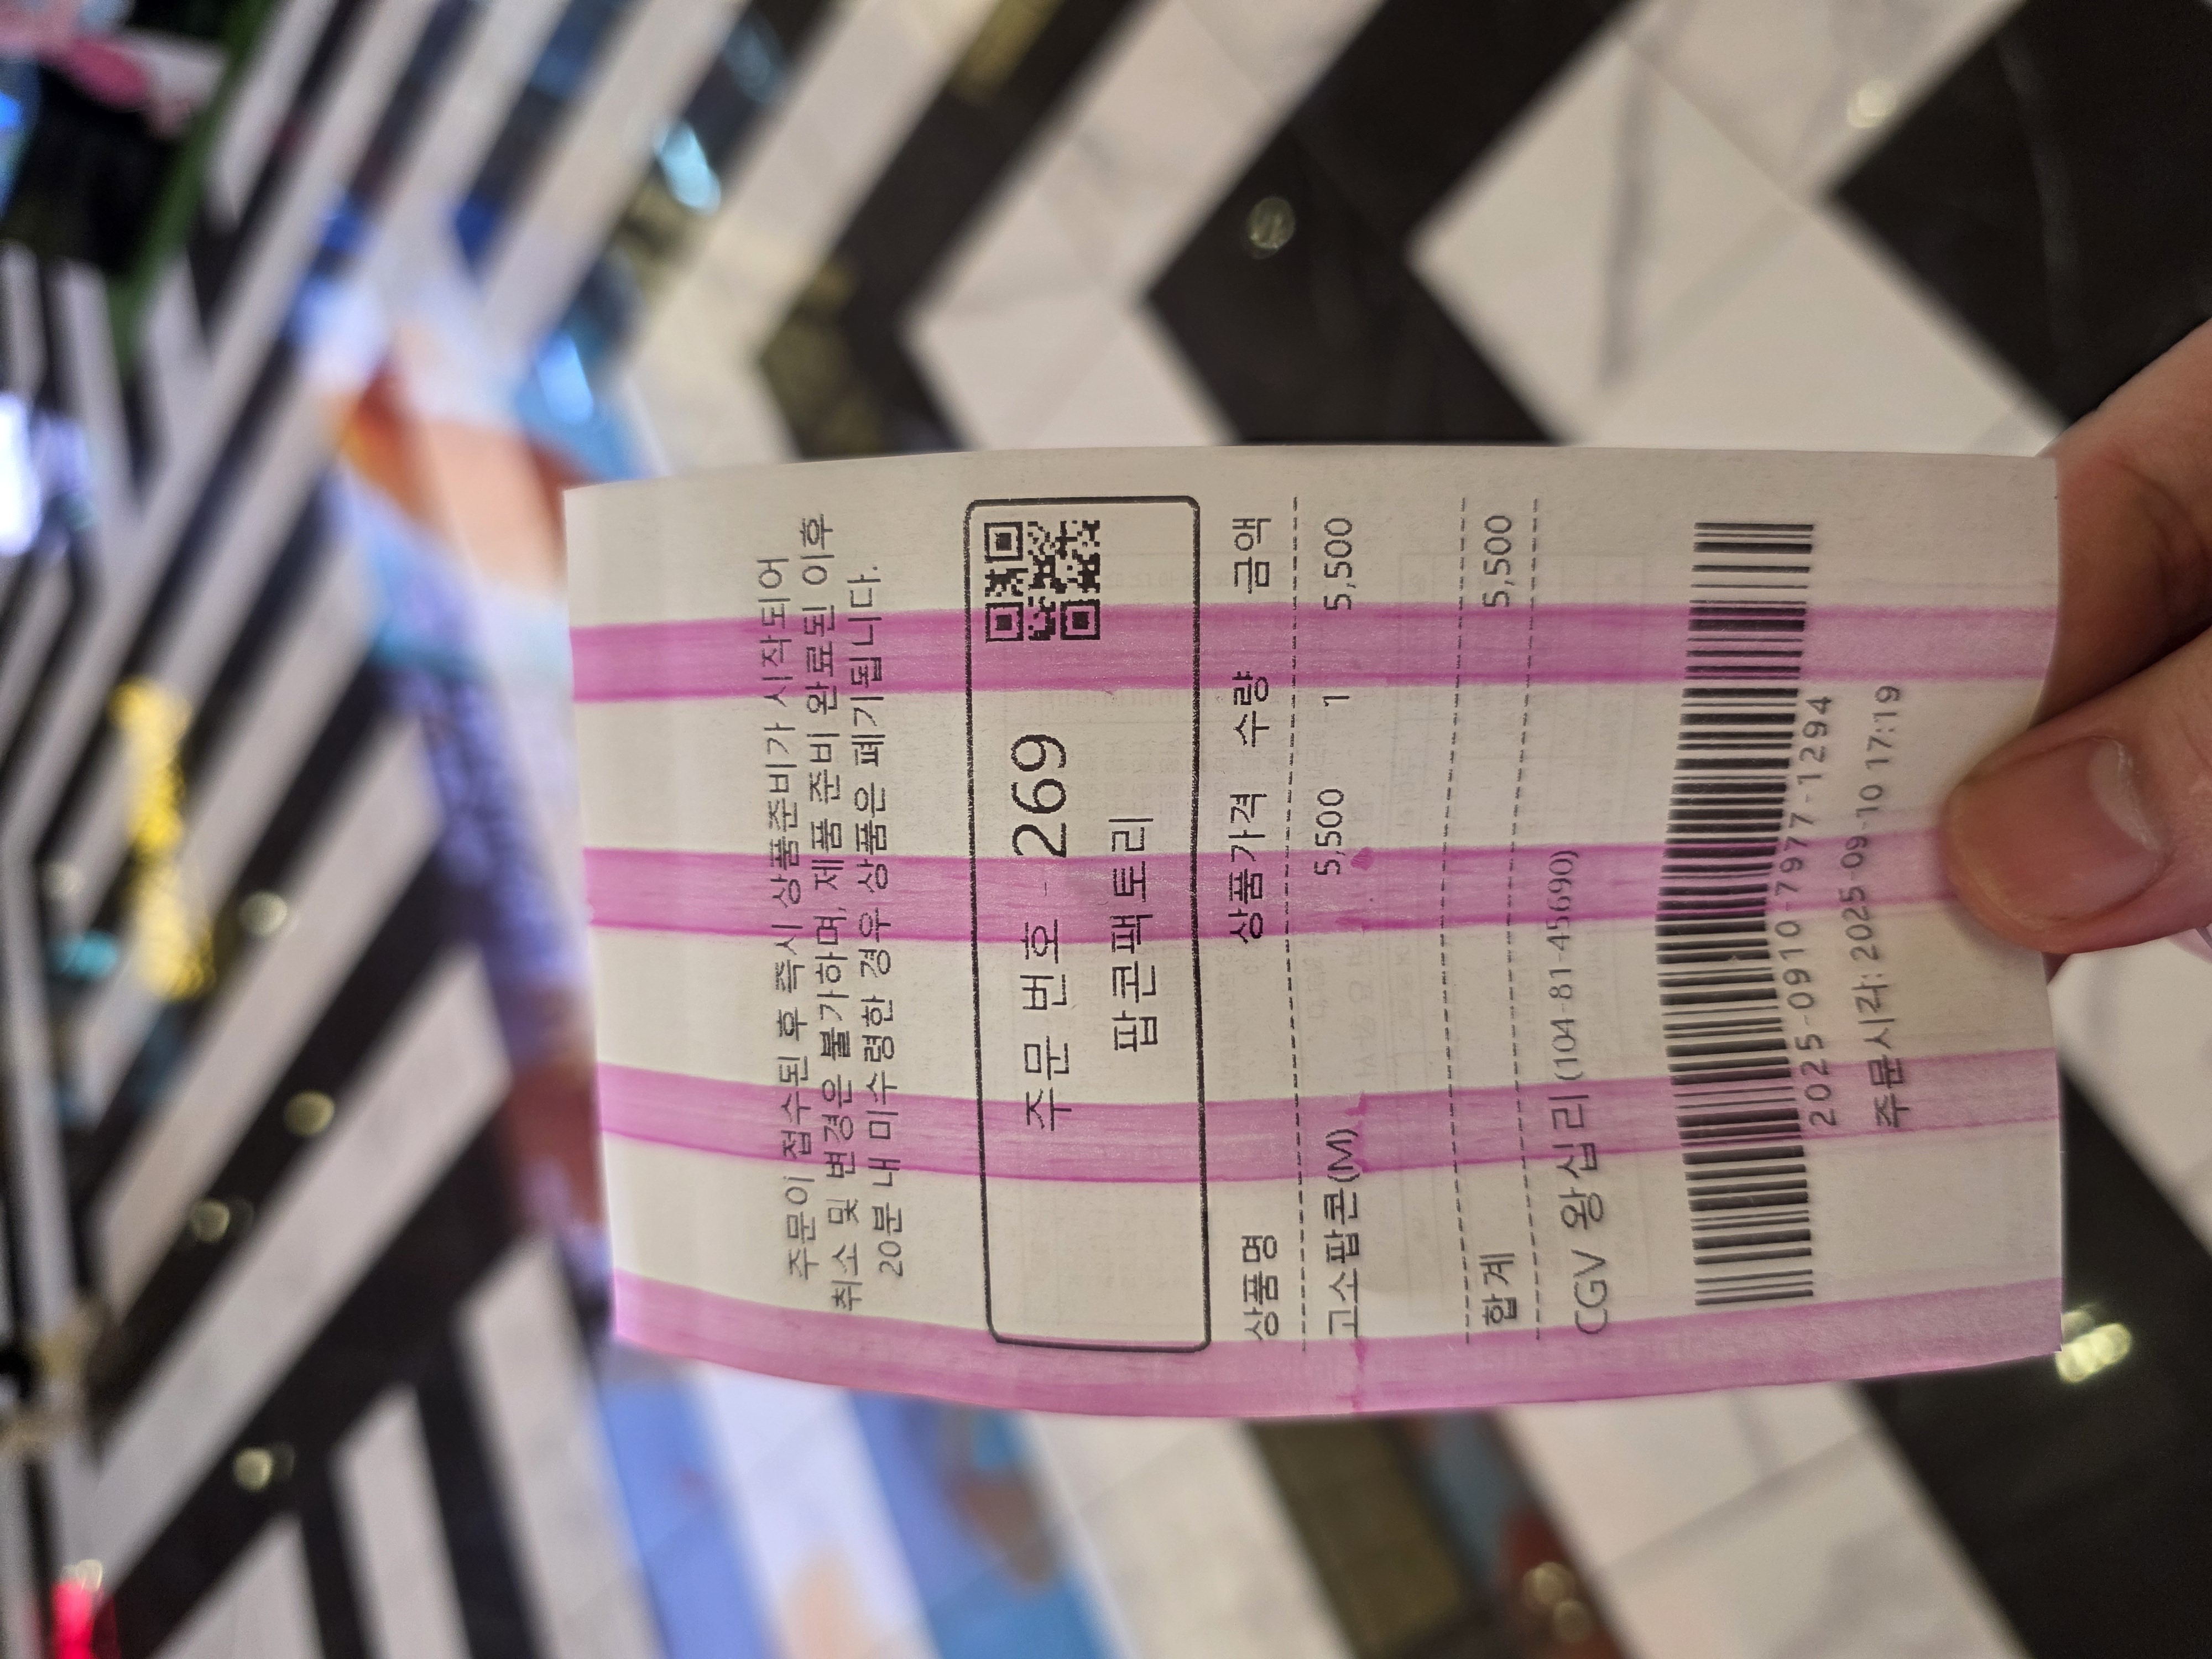 주문이 접수된 후 즉시 상품준비가 시작되어
취소 및 변경은 불가하며, 제품 준비 완료된 이후
20분 내 미수령한 경우 상품은 폐기됩니다.
주문 번호 269
팝콘팩토리
상품명 상품가격 수량 금액
고소팝콘(M) 5,500 1 5,500
합계 5,500
CGV 왕십리 (104-81-45690)
2025-0910-7977-1294
주문시각: 2025-09-10 17:19